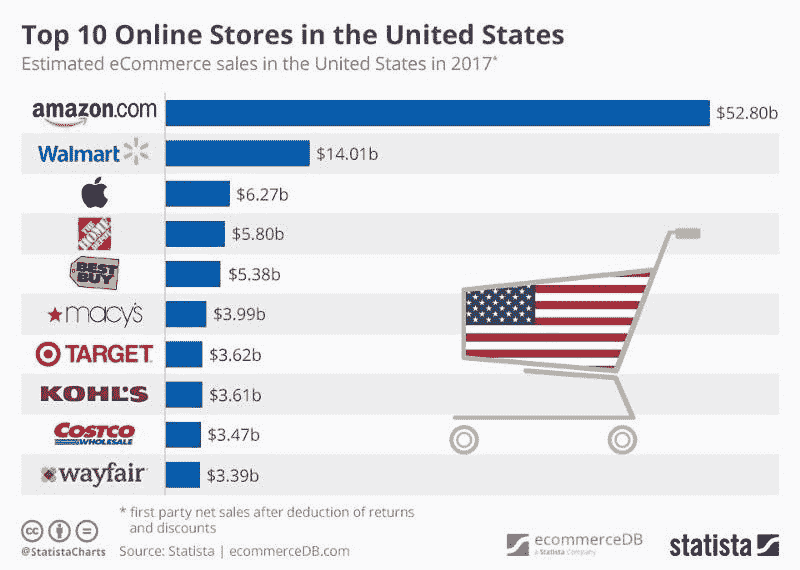 Top 10 Online Stores in the United States
Estimated eCommerce sales in the United States in 2017*
amazon.com $52.80b
Walmart $14.01b
$6.27b
THE HOME DEPOT $5.80b
BEST BUY $5.38b
macy's $3.99b
TARGET $3.62b
KOHL'S $3.61b
COSTCO WHOLESALE $3.47b
wayfair $3.39b
* first party net sales after deduction of returns
and discounts
cc
@StatistaCharts Source: Statista | ecommerceDB.com
ecommerceDB
a Statista Company
statista